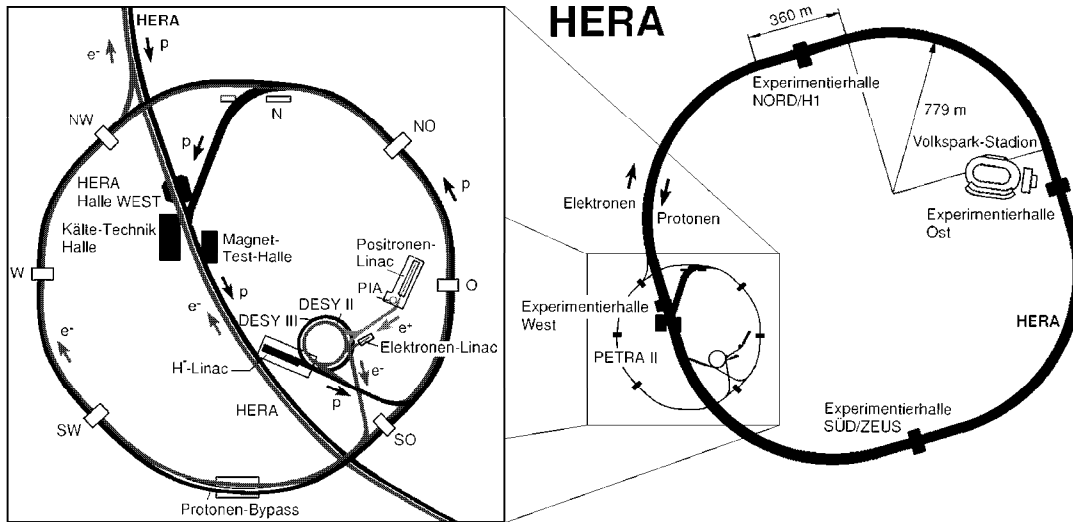 HERA
p
e-
N
NW
NO
p
p
HERA
Halle WEST
Kälte-Technik
Halle
Magnet-
Test-Halle
Positronen-
Linac
W
PIA
O
p
DESY II
DESY III
e-
e+
Elektronen-Linac
H--Linac
e-
e-
p
HERA
SW
SO
Protonen-Bypass
HERA
360 m
Experimentierhalle
NORD/H1
779 m
Volkspark-Stadion
Elektronen
Protonen
Experimentierhalle
Ost
Experimentierhalle
West
HERA
PETRA II
Experimentierhalle
SÜD/ZEUS